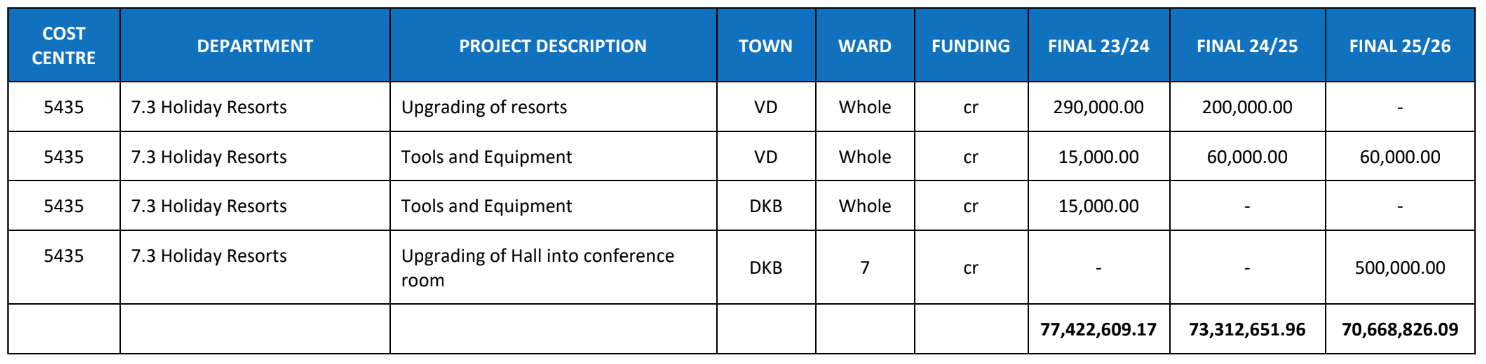 COST CENTRE DEPARTMENT PROJECT DESCRIPTION TOWN WARD FUNDING FINAL 23/24 FINAL 24/25 FINAL 25/26
5435 7.3 Holiday Resorts Upgrading of resorts VD Whole cr 290,000.00 200,000.00 -
5435 7.3 Holiday Resorts Tools and Equipment VD Whole cr 15,000.00 60,000.00 60,000.00
5435 7.3 Holiday Resorts Tools and Equipment DKB Whole cr 15,000.00 - -
5435 7.3 Holiday Resorts Upgrading of Hall into conference room DKB 7 cr - - 500,000.00
77,422,609.17 73,312,651.96 70,668,826.09